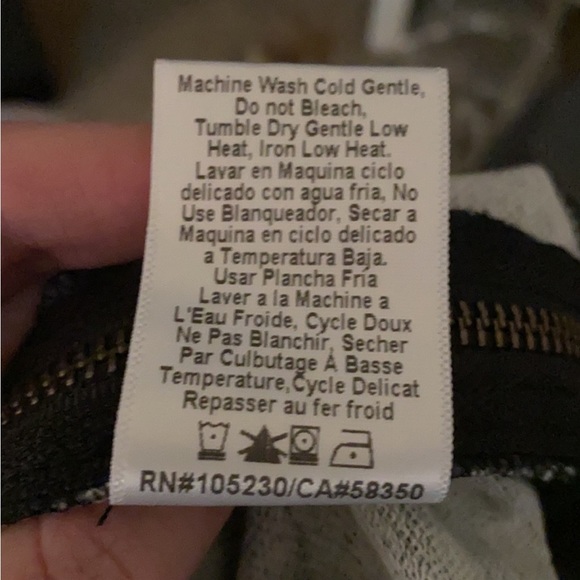 Machine Wash Cold Gentle,
Do not Bleach,
Tumble Dry Gentle Low
Heat, Iron Low Heat.
Lavar en Maquina ciclo
delicado con agua fria, No
Use Blanqueador, Secar a
Maquina en ciclo delicado
a Temperatura Baja.
Usar Plancha Fría
Laver a la Machine a
L'Eau Froide, Cycle Doux
Ne Pas Blanchir, Secher
Par Culbutage À Basse
Temperature,Cycle Delicat
Repasser au fer froid
RN#105230/CA#58350